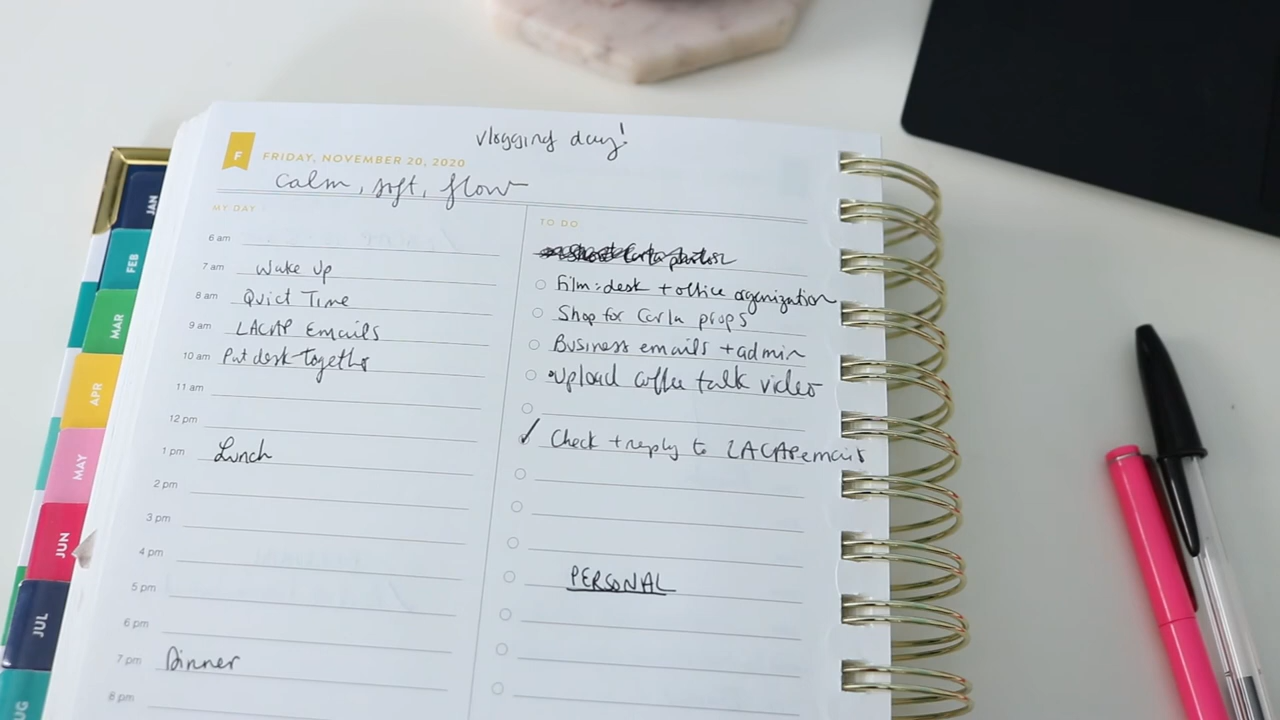 vlogging day!
F
FRIDAY, NOVEMBER 20, 2020
calm, soft, flow
MY DAY
6 am
7 am Wake Up
8 am Quiet Time
9 am LACAP Emails
10 am Put desk together
11 am
12 pm
1 pm Lunch
2 pm
3 pm
4 pm
5 pm
6 pm
7 pm Dinner
8 pm
TO DO
Film: desk + office organization
Shop for Carla props
Business emails + admin
Upload coffee talk video
Check + reply to LACAP emails
PERSONAL
JAN
FEB
MAR
APR
MAY
JUN
JUL
UG